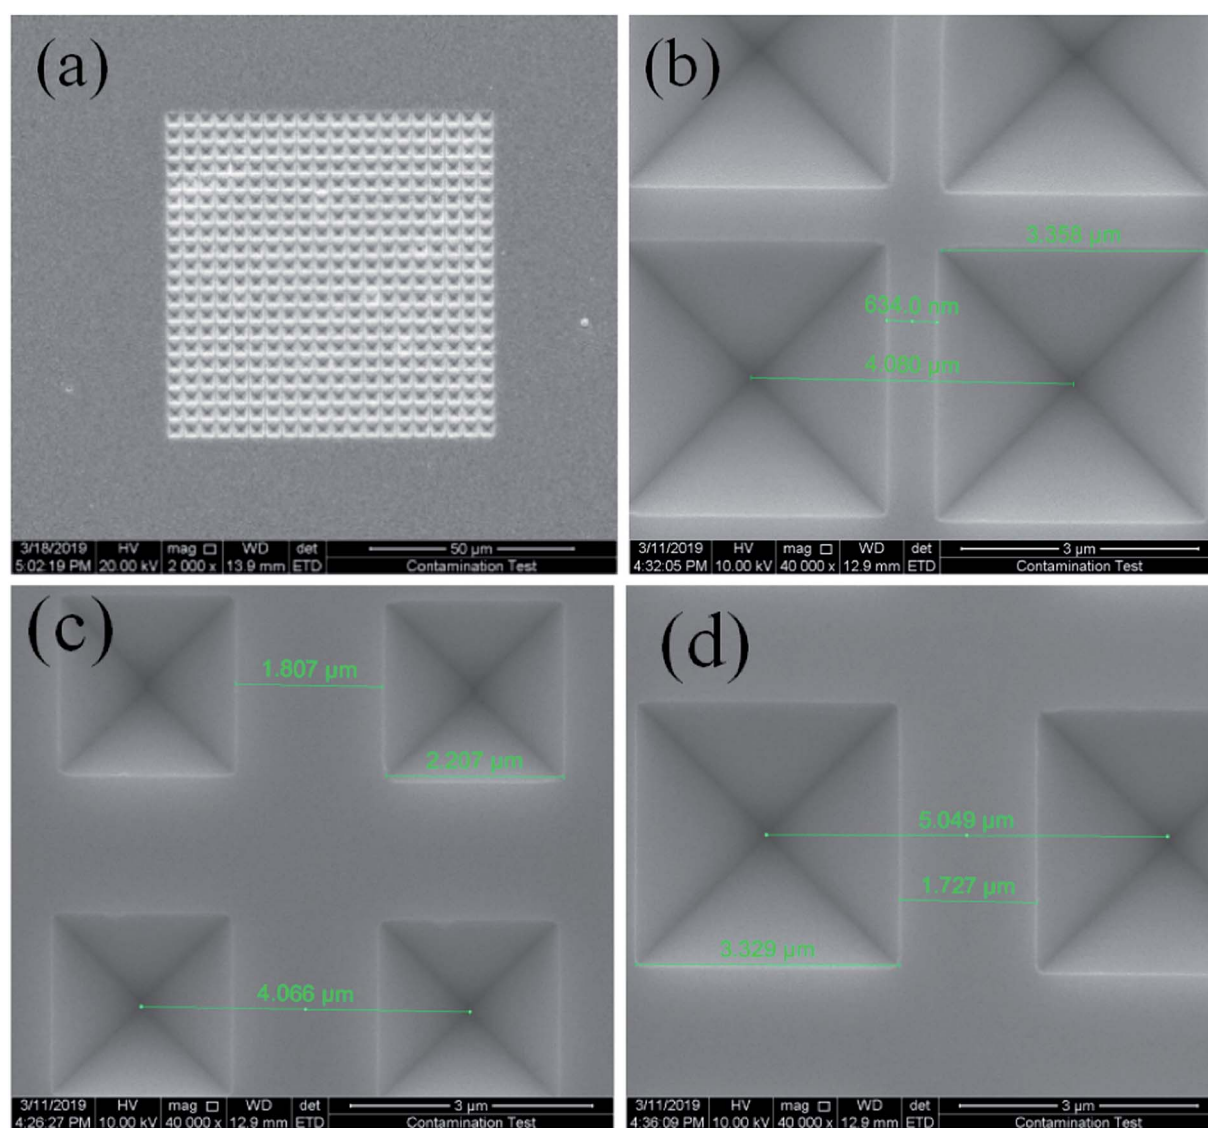 (a)
3/18/2019 HV mag WD det 50 µm
5:02:19 PM 20.00 kV 2 000 x 13.9 mm ETD Contamination Test
(b)
3.358 µm
634.0 nm
4.080 µm
3/11/2019 HV mag WD det 3 µm
4:32:05 PM 10.00 kV 40 000 x 12.9 mm ETD Contamination Test
(c)
1.807 µm
2.207 µm
4.066 µm
3/11/2019 HV mag WD det 3 µm
4:26:27 PM 10.00 kV 40 000 x 12.9 mm ETD Contamination Test
(d)
5.049 µm
1.727 µm
3.329 µm
3/11/2019 HV mag WD det 3 µm
4:36:09 PM 10.00 kV 40 000 x 12.9 mm ETD Contamination Test